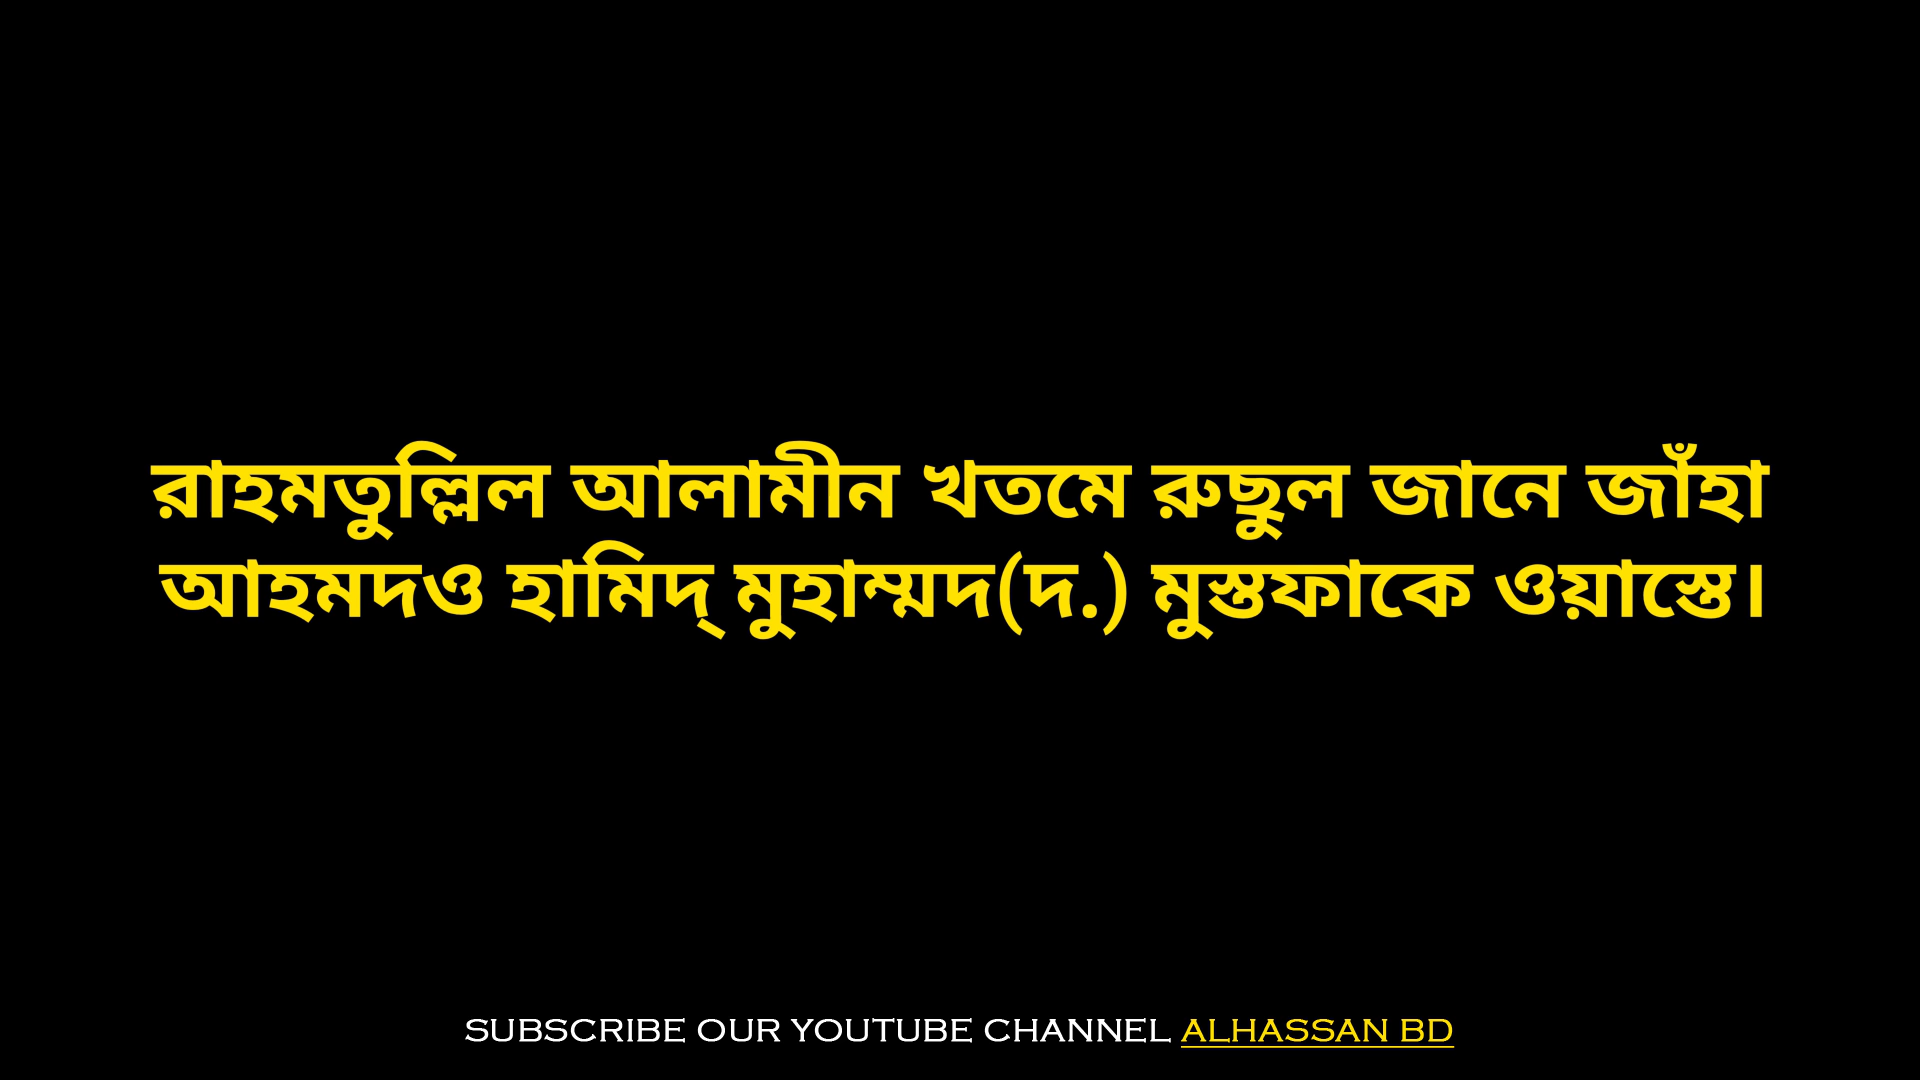 রাহমতুল্লিল আলামীন খতমে রুছুল জানে জাঁহা
আহমদও হামিদ্ মুহাম্মদ(দ.) মুস্তফাকে ওয়াস্তে।
SUBSCRIBE OUR YOUTUBE CHANNEL ALHASSAN BD